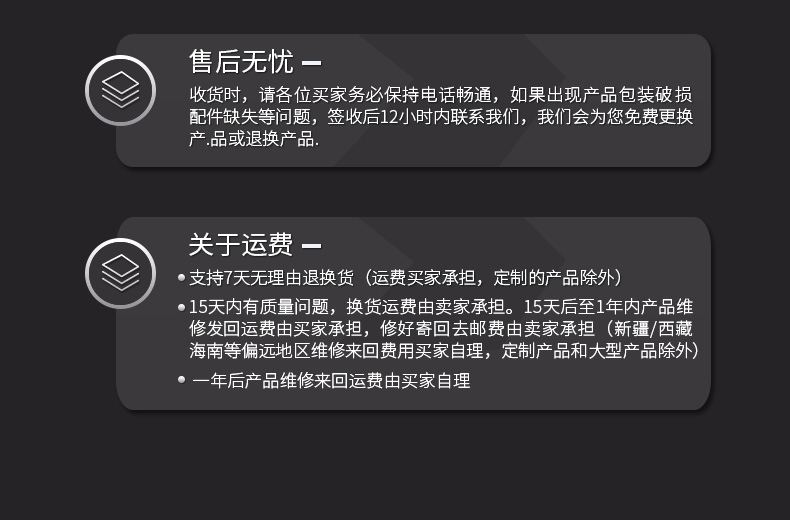 售后无忧
收货时，请各位买家务必保持电话畅通，如果出现产品包装破损
配件缺失等问题，签收后12小时内联系我们，我们会为您免费更换
产.品或退换产品.
关于运费
支持7天无理由退换货（运费买家承担，定制的产品除外）
15天内有质量问题，换货运费由卖家承担。15天后至1年内产品维
修发回运费由买家承担，修好寄回去邮费由卖家承担（新疆/西藏
海南等偏远地区维修来回费用买家自理，定制产品和大型产品除外）
一年后产品维修来回运费由买家自理